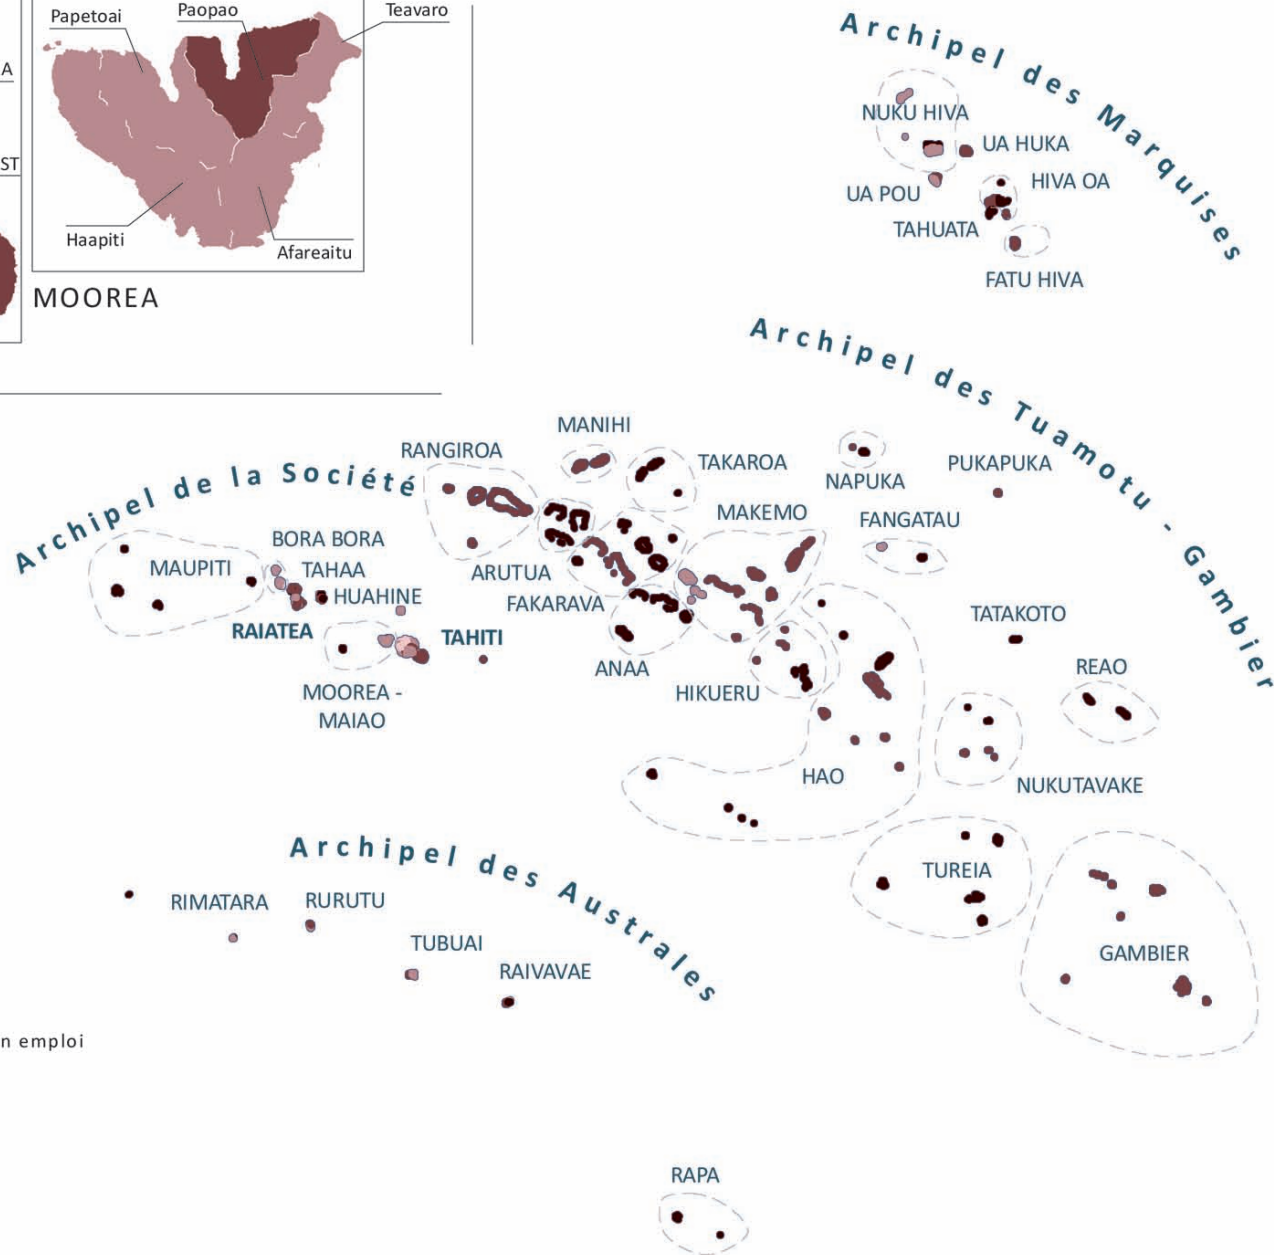 Papetoai
Paopao
Teavaro
A
ST
Haapiti
Afareaitu
MOOREA
Archipel des Marquises
NUKU HIVA
UA HUKA
UA POU
HIVA OA
TAHUATA
FATU HIVA
Archipel des Tuamotu - Gambier
MANIHI
RANGIROA
TAKAROA
NAPUKA
PUKAPUKA
MAKEMO
FANGATAU
Archipel de la Société
BORA BORA
MAUPITI
TAHAA
ARUTUA
HUAHINE
FAKARAVA
TATAKOTO
RAIATEA
TAHITI
ANAA
REAO
HIKUERU
MOOREA -
MAIAO
HAO
NUKUTAVAKE
Archipel des Australes
TUREIA
RIMATARA
RURUTU
TUBUAI
GAMBIER
RAIVAVAE
n emploi
RAPA